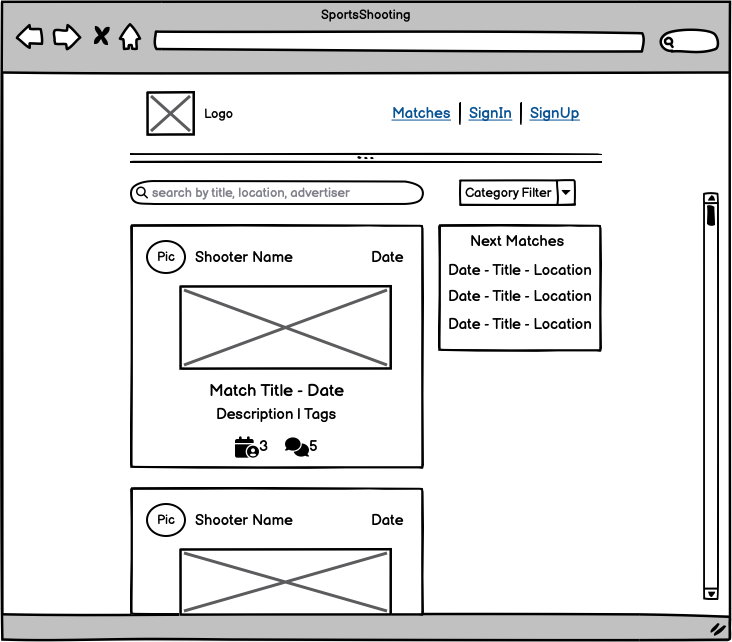 SportsShooting
Logo
Matches | SignIn | SignUp
search by title, location, advertiser
Category Filter
Pic Shooter Name Date
Match Title - Date
Description | Tags
3 5
Next Matches
Date - Title - Location
Date - Title - Location
Date - Title - Location
Pic Shooter Name Date